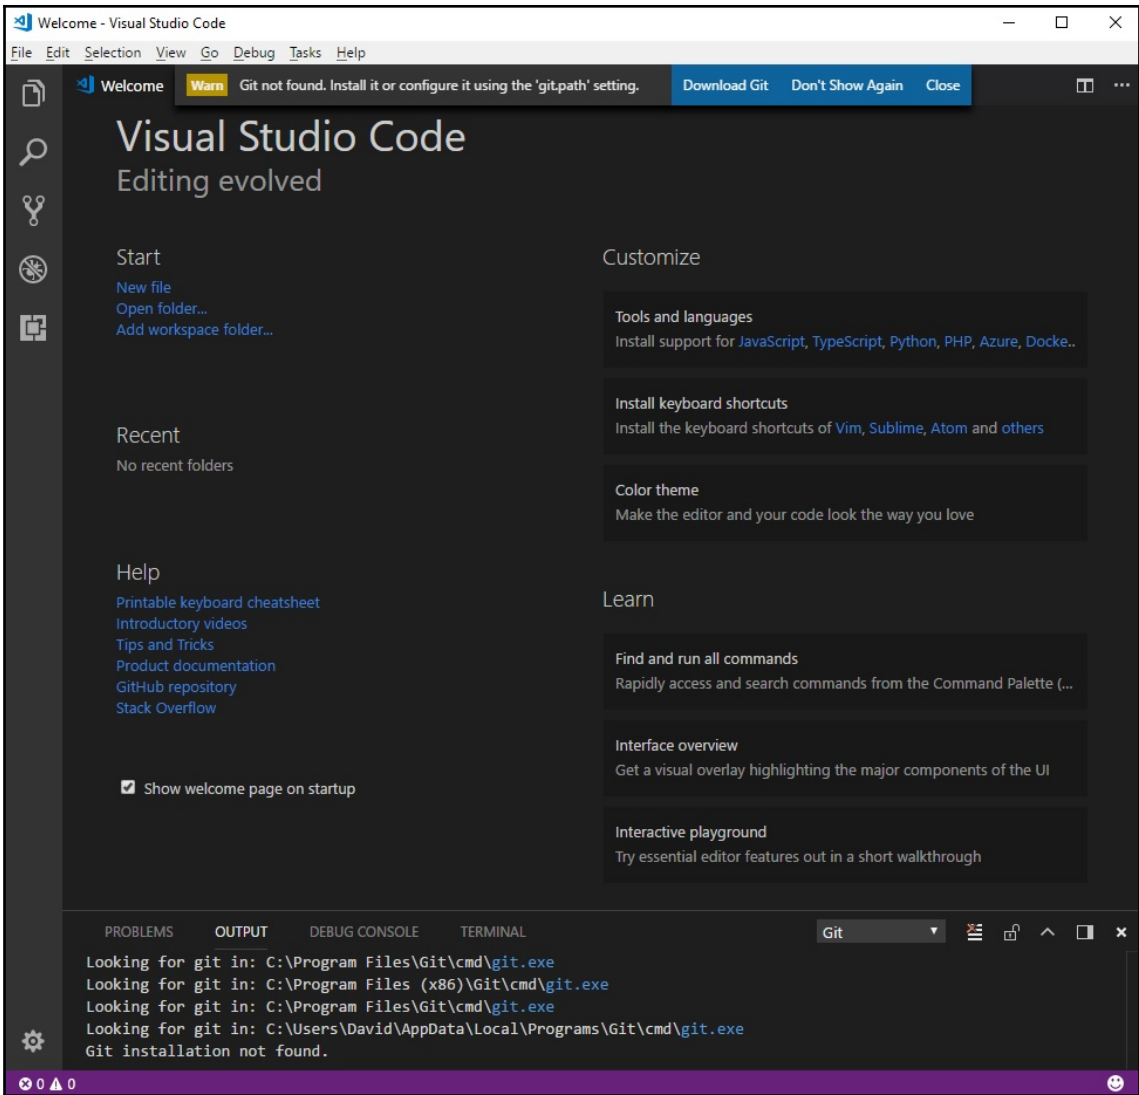 Welcome - Visual Studio Code
File Edit Selection View Go Debug Tasks Help
Welcome
Warn Git not found. Install it or configure it using the 'git.path' setting. Download Git Don't Show Again Close
Visual Studio Code
Editing evolved
Start
New file
Open folder...
Add workspace folder...
Recent
No recent folders
Help
Printable keyboard cheatsheet
Introductory videos
Tips and Tricks
Product documentation
GitHub repository
Stack Overflow
Show welcome page on startup
Customize
Tools and languages
Install support for JavaScript, TypeScript, Python, PHP, Azure, Docke..
Install keyboard shortcuts
Install the keyboard shortcuts of Vim, Sublime, Atom and others
Color theme
Make the editor and your code look the way you love
Learn
Find and run all commands
Rapidly access and search commands from the Command Palette (...
Interface overview
Get a visual overlay highlighting the major components of the UI
Interactive playground
Try essential editor features out in a short walkthrough
PROBLEMS OUTPUT DEBUG CONSOLE TERMINAL Git
Looking for git in: C:\Program Files\Git\cmd\git.exe
Looking for git in: C:\Program Files (x86)\Git\cmd\git.exe
Looking for git in: C:\Program Files\Git\cmd\git.exe
Looking for git in: C:\Users\David\AppData\Local\Programs\Git\cmd\git.exe
Git installation not found.
0 0